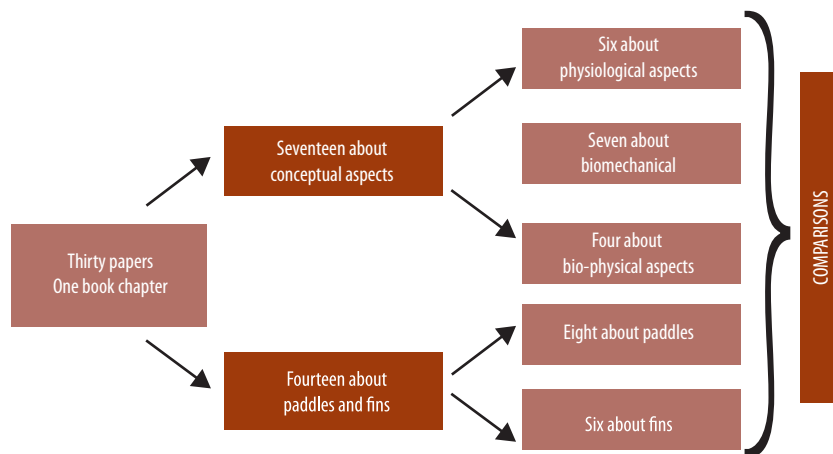 Thirty papers
One book chapter
Seventeen about
conceptual aspects
Fourteen about
paddles and fins
Six about
physiological aspects
Seven about
biomechanical
Four about
bio-physical aspects
Eight about paddles
Six about fins
COMPARISONS